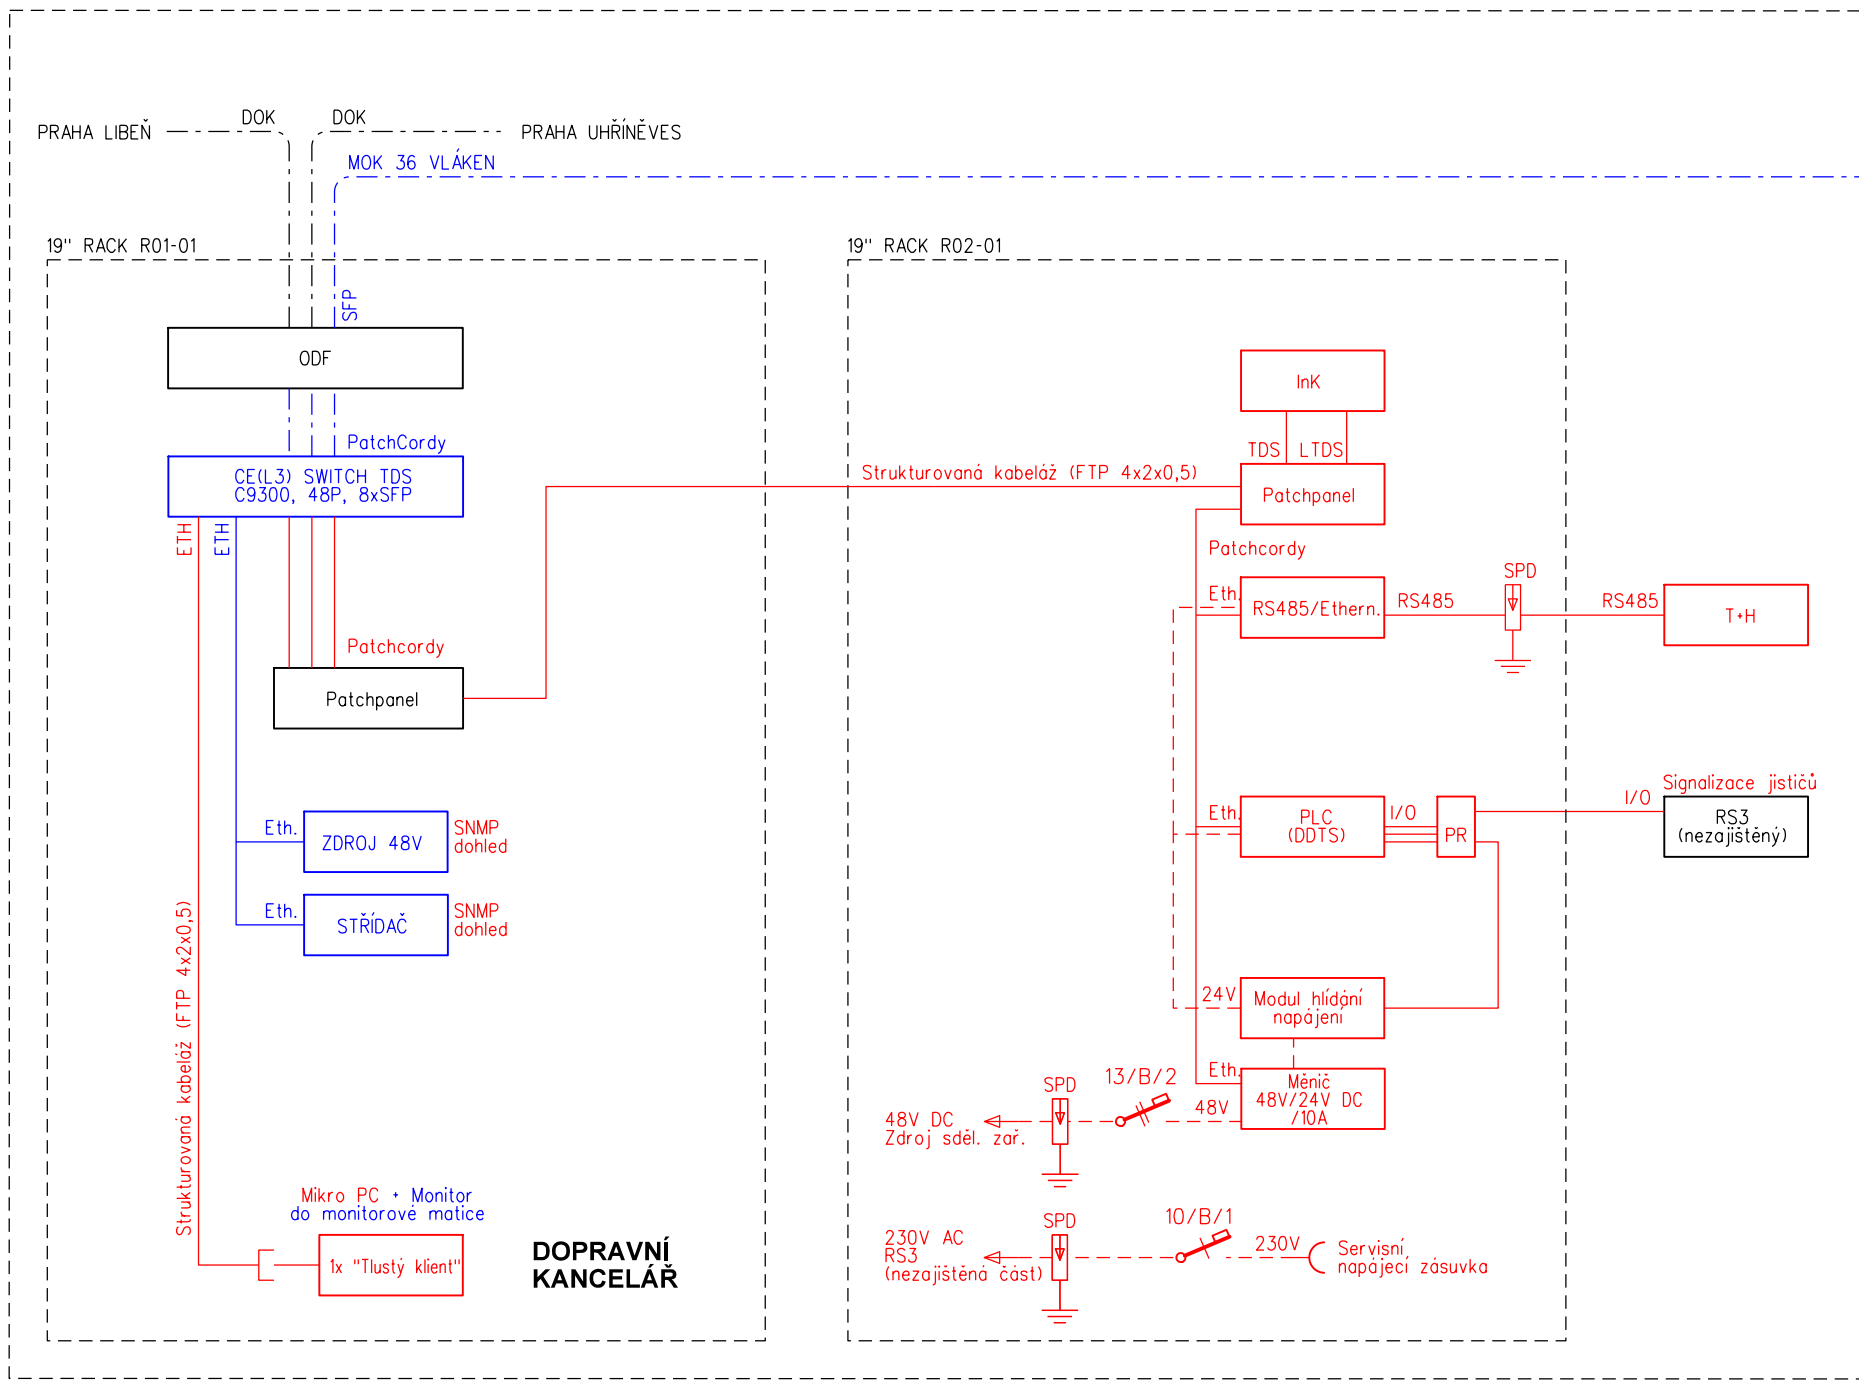 DOK
DOK
PRAHA LIBEŇ
PRAHA UHŘÍNĚVES
MOK 36 VLÁKEN
19" RACK R01-01
SFP
ODF
PatchCordy
CE(L3) SWITCH TDS
C9300, 48P, 8xSFP
ETH
ETH
Patchcordy
Patchpanel
Eth.
ZDROJ 48V
SNMP
dohled
Eth.
STŘÍDAČ
SNMP
dohled
Strukturovaná kabeláž (FTP 4x2x0,5)
Mikro PC + Monitor
do monitorové matice
1x "Tlustý klient"
DOPRAVNÍ
KANCELÁŘ
19" RACK R02-01
InK
TDS LTDS
Strukturovaná kabeláž (FTP 4x2x0,5)
Patchpanel
Patchcordy
Eth.
RS485/Ethern.
RS485
SPD
RS485
T+H
Eth.
PLC
(DDTS)
I/O
PR
I/O
Signalizace jističů
RS3
(nezajištěný)
24V
Modul hlídání
napájení
Eth.
Měnič
48V/24V DC
/10A
48V
13/B/2
SPD
48V DC
Zdroj sděl. zař.
10/B/1
SPD
230V AC
RS3
(nezajištěná část)
230V
Servisní
napájecí zásuvka